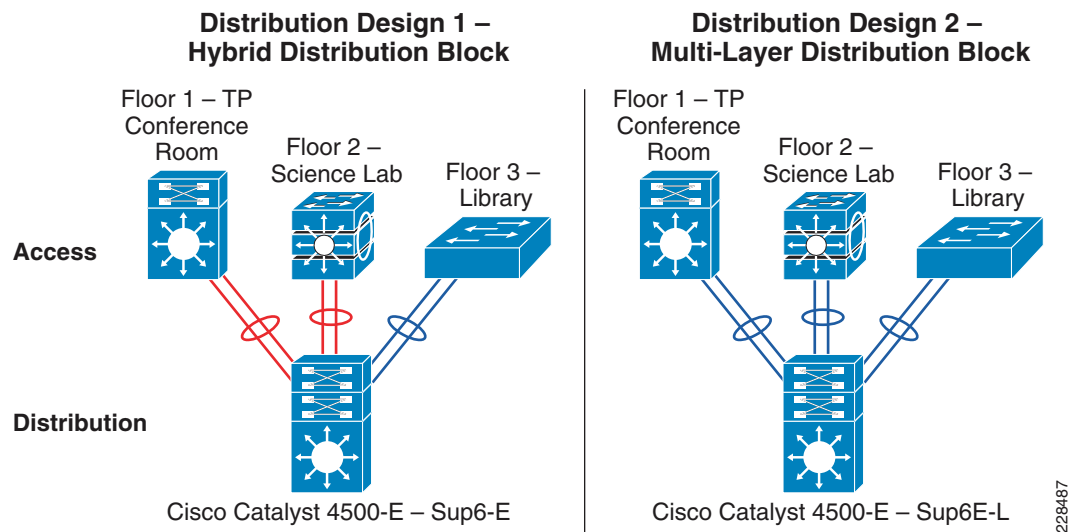 Distribution Design 1 –
Hybrid Distribution Block
Distribution Design 2 –
Multi-Layer Distribution Block
Floor 1 – TP
Conference
Room
Floor 2 –
Science Lab
Floor 3 –
Library
Floor 1 – TP
Conference
Room
Floor 2 –
Science Lab
Floor 3 –
Library
Access
Distribution
Cisco Catalyst 4500-E – Sup6-E
Cisco Catalyst 4500-E – Sup6E-L
228487